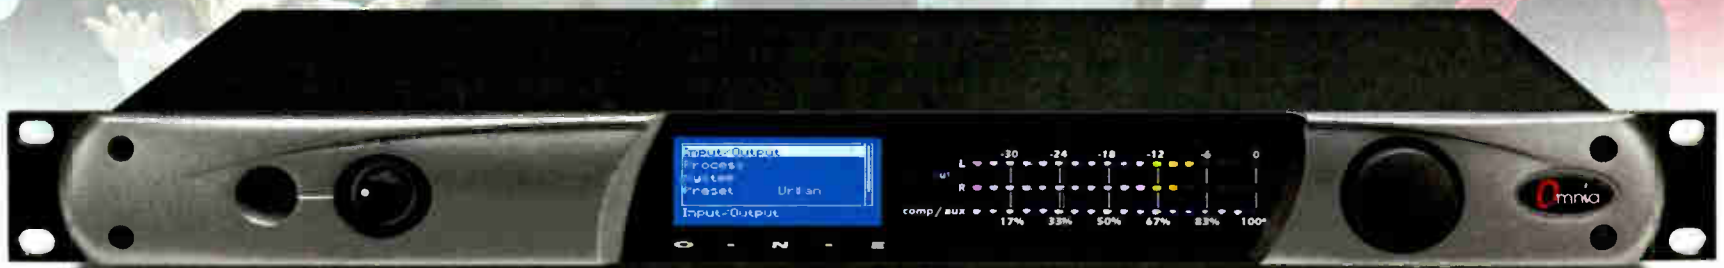 Input/Output
Process
System
Preset Urban
Input/Output
O - N - E
-30 -24 -18 -12 -6 0
L
R
comp/aux
17% 33% 50% 67% 83% 100%
Omnia